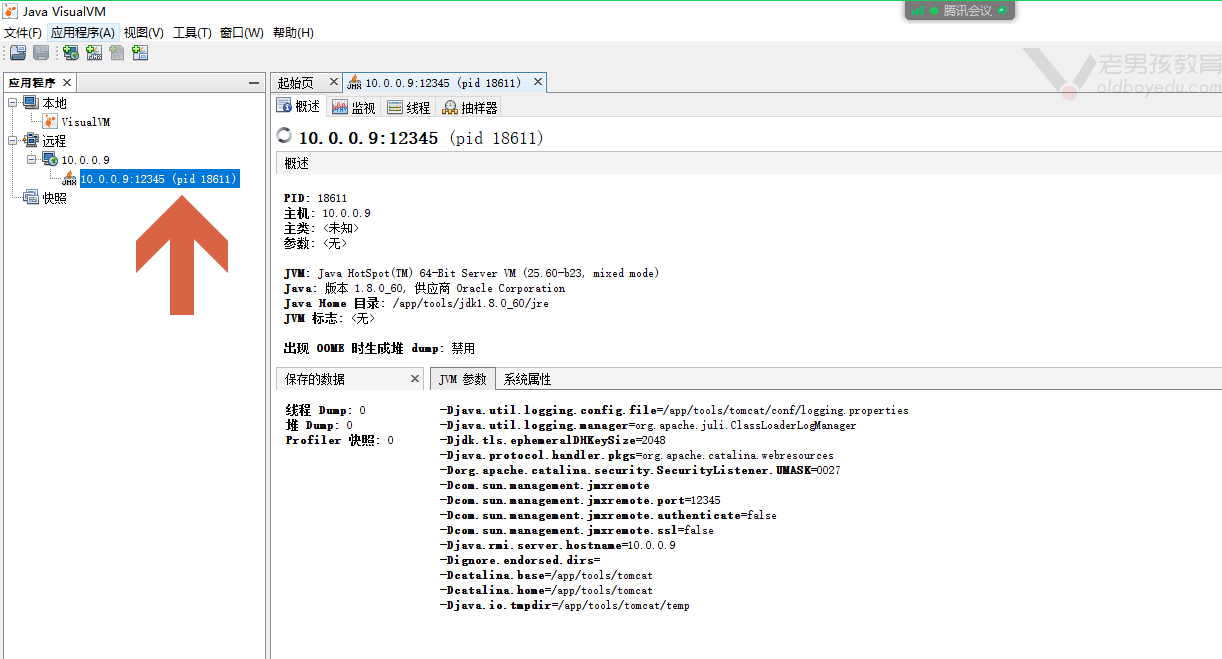 Java VisualVM
腾讯会议
文件(F) 应用程序(A) 视图(V) 工具(T) 窗口(W) 帮助(H)
老男孩教育
oldboyedu.com
应用程序
本地
VisualVM
远程
10.0.0.9
JMX 10.0.0.9:12345 (pid 18611)
快照
起始页 10.0.0.9:12345 (pid 18611)
概述 监视 线程 抽样器
10.0.0.9:12345 (pid 18611)
概述
PID: 18611
主机: 10.0.0.9
主类: <未知>
参数: <无>
JVM: Java HotSpot(TM) 64-Bit Server VM (25.60-b23, mixed mode)
Java: 版本 1.8.0_60, 供应商 Oracle Corporation
Java Home 目录: /app/tools/jdk1.8.0_60/jre
JVM 标志: <无>
出现 OOME 时生成堆 dump: 禁用
保存的数据
线程 Dump: 0
堆 Dump: 0
Profiler 快照: 0
JVM 参数 系统属性
-Djava.util.logging.config.file=/app/tools/tomcat/conf/logging.properties
-Djava.util.logging.manager=org.apache.juli.ClassLoaderLogManager
-Djdk.tls.ephemeralDHKeySize=2048
-Djava.protocol.handler.pkgs=org.apache.catalina.webresources
-Dorg.apache.catalina.security.SecurityListener.UMASK=0027
-Dcom.sun.management.jmxremote
-Dcom.sun.management.jmxremote.port=12345
-Dcom.sun.management.jmxremote.authenticate=false
-Dcom.sun.management.jmxremote.ssl=false
-Djava.rmi.server.hostname=10.0.0.9
-Dignore.endorsed.dirs=
-Dcatalina.base=/app/tools/tomcat
-Dcatalina.home=/app/tools/tomcat
-Djava.io.tmpdir=/app/tools/tomcat/temp